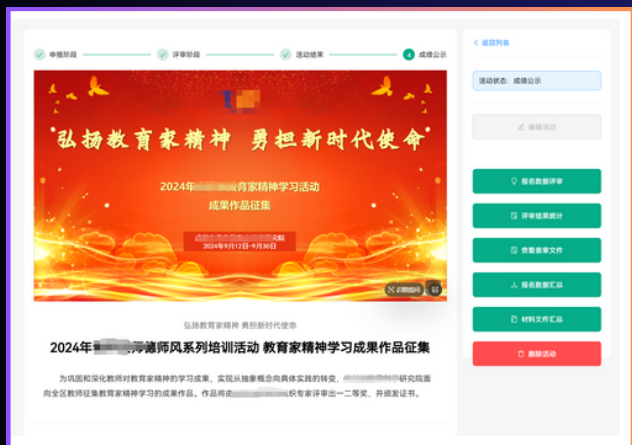 申报阶段
评审阶段
活动结果
4 成绩公示
弘扬教育家精神 勇担新时代使命
2024年 育家精神学习活动
成果作品征集
院
2024年9月12日-9月30日
弘扬教育家精神 勇担新时代使命
2024年 师德师风系列培训活动 教育家精神学习成果作品征集
为巩固和深化教师对教育家精神的学习成果，实现从抽象概念向具体实践的转变， 研究院面
向全区教师征集教育家精神学习的成果作品。作品将由 织专家评审出一二等奖，并颁发证书。
< 返回列表
活动状态：成绩公示
编辑活动
报名数据评审
评审结果统计
查看盖章文件
报名数据汇总
材料文件汇总
删除活动